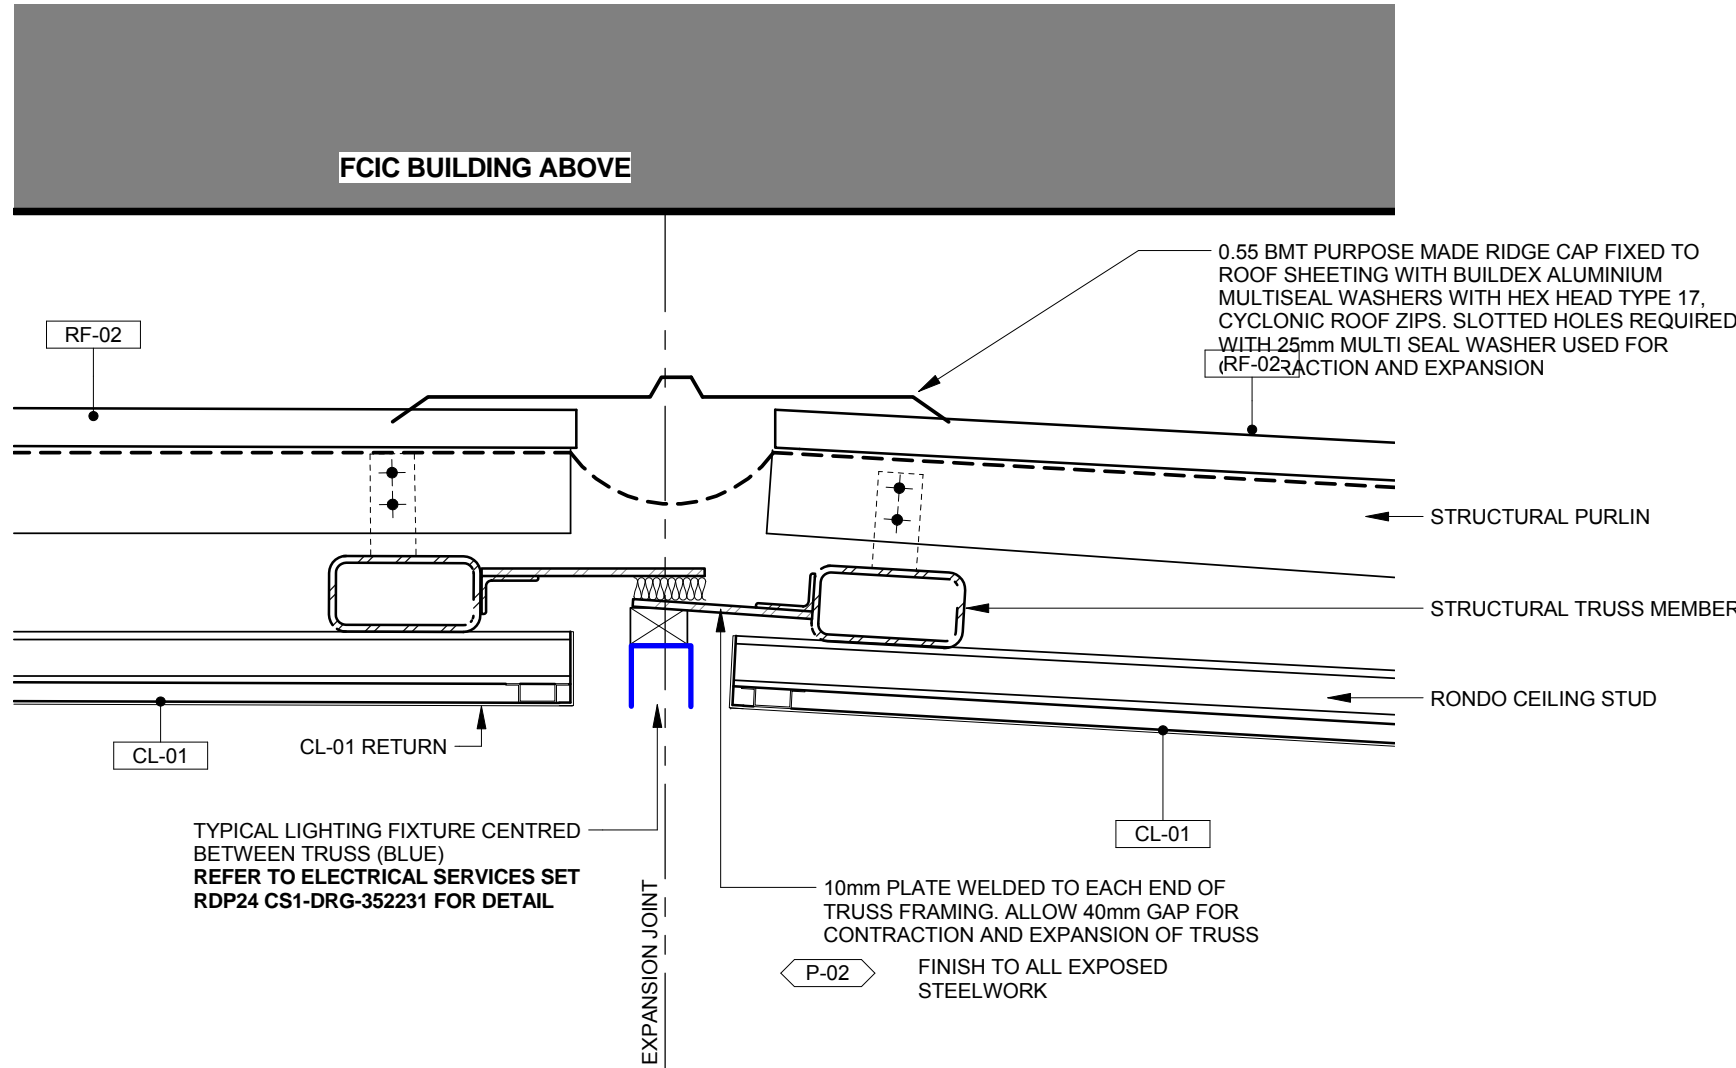 FCIC BUILDING ABOVE
0.55 BMT PURPOSE MADE RIDGE CAP FIXED TO
ROOF SHEETING WITH BUILDEX ALUMINIUM
MULTISEAL WASHERS WITH HEX HEAD TYPE 17,
CYCLONIC ROOF ZIPS. SLOTTED HOLES REQUIRED
WITH 25mm MULTI SEAL WASHER USED FOR
AND EXPANSION
RF-02
RF-02
STRUCTURAL PURLIN
STRUCTURAL TRUSS MEMBER
RONDO CEILING STUD
CL-01 RETURN
CL-01
TYPICAL LIGHTING FIXTURE CENTRED
BETWEEN TRUSS (BLUE)
REFER TO ELECTRICAL SERVICES SET
RDP24 CS1-DRG-352231 FOR DETAIL
CL-01
10mm PLATE WELDED TO EACH END OF
TRUSS FRAMING. ALLOW 40mm GAP FOR
CONTRACTION AND EXPANSION OF TRUSS
P-02
FINISH TO ALL EXPOSED
STEELWORK
EXPANSION JOINT